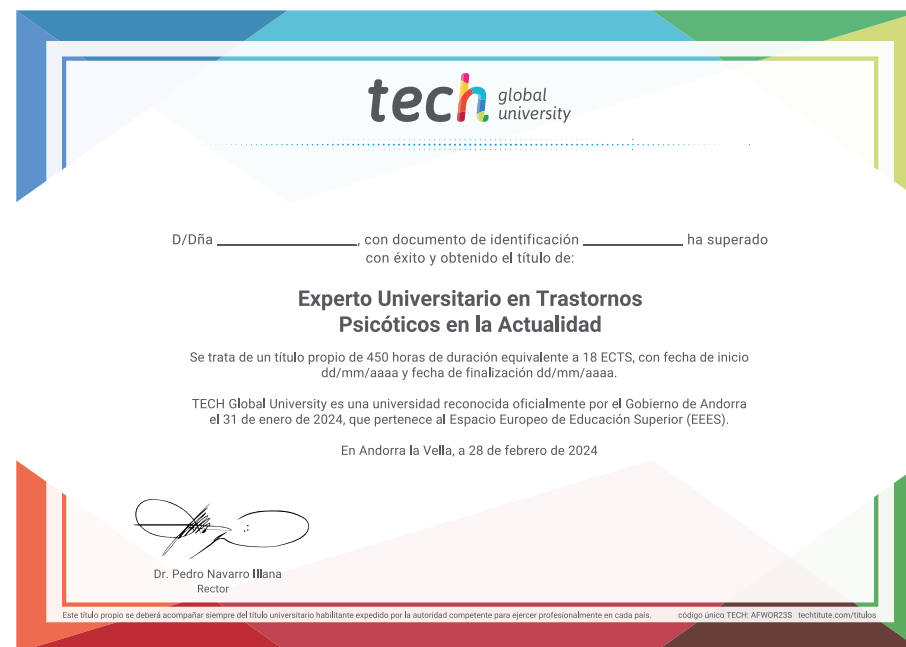 tech global university
D/Dña ________________, con documento de identificación ____________ ha superado
con éxito y obtenido el título de:
Experto Universitario en Trastornos
Psicóticos en la Actualidad
Se trata de un título propio de 450 horas de duración equivalente a 18 ECTS, con fecha de inicio
dd/mm/aaaa y fecha de finalización dd/mm/aaaa.
TECH Global University es una universidad reconocida oficialmente por el Gobierno de Andorra
el 31 de enero de 2024, que pertenece al Espacio Europeo de Educación Superior (EEES).
En Andorra la Vella, a 28 de febrero de 2024
Dr. Pedro Navarro Illana
Rector
Este título propio se deberá acompañar siempre del título universitario habilitante expedido por la autoridad competente para ejercer profesionalmente en cada país. código único TECH: AFWOR23S techtitute.com/titulos